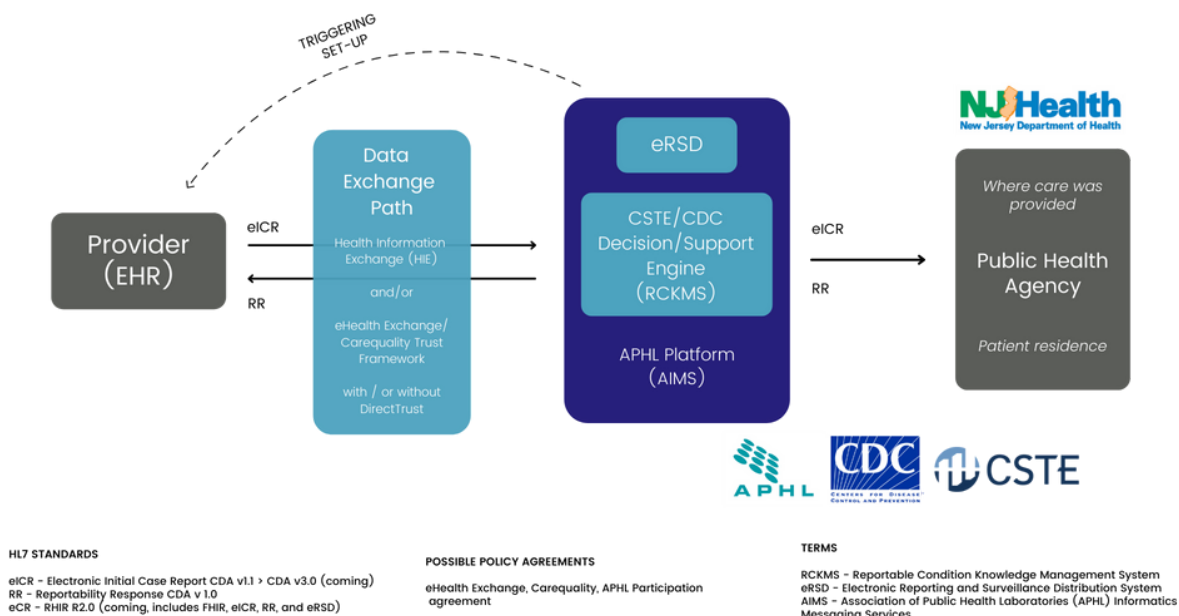 TRIGGERING
SET-UP
Provider
(EHR)
eICR
RR
Data
Exchange
Path
Health Information
Exchange (HIE)
and/or
eHealth Exchange/
Carequality Trust
Framework
with / or without
DirectTrust
eRSD
CSTE/CDC
Decision/Support
Engine
(RCKMS)
APHL Platform
(AIMS)
eICR
RR
NJHealth
New Jersey Department of Health
Where care was
provided
Public Health
Agency
Patient residence
APHL
CDC
CENTERS FOR DISEASE
CONTROL AND PREVENTION
CSTE
HL7 STANDARDS
eICR - Electronic Initial Case Report CDA v1.1 > CDA v3.0 (coming)
RR - Reportability Response CDA v 1.0
eCR - RHIR R2.0 (coming, includes FHIR, eICR, RR, and eRSD)
POSSIBLE POLICY AGREEMENTS
eHealth Exchange, Carequality, APHL Participation
agreement
TERMS
RCKMS - Reportable Condition Knowledge Management System
eRSD - Electronic Reporting and Surveillance Distribution System
AIMS - Association of Public Health Laboratories (APHL) Informatics
Messaging Services